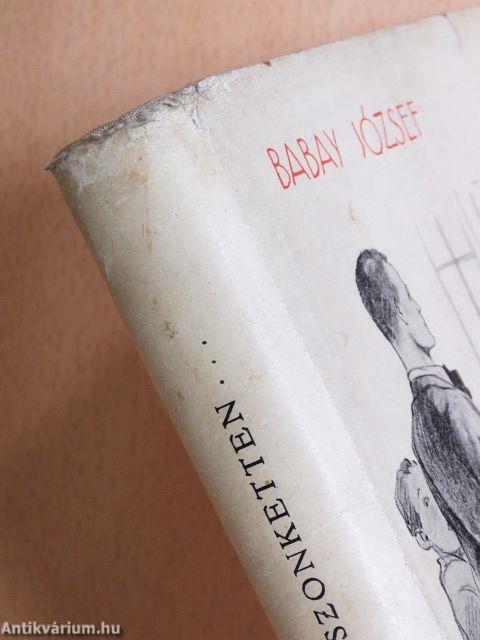 BABAY JÓZSEF
SZONKETTEN ...
Antikvárium.hu